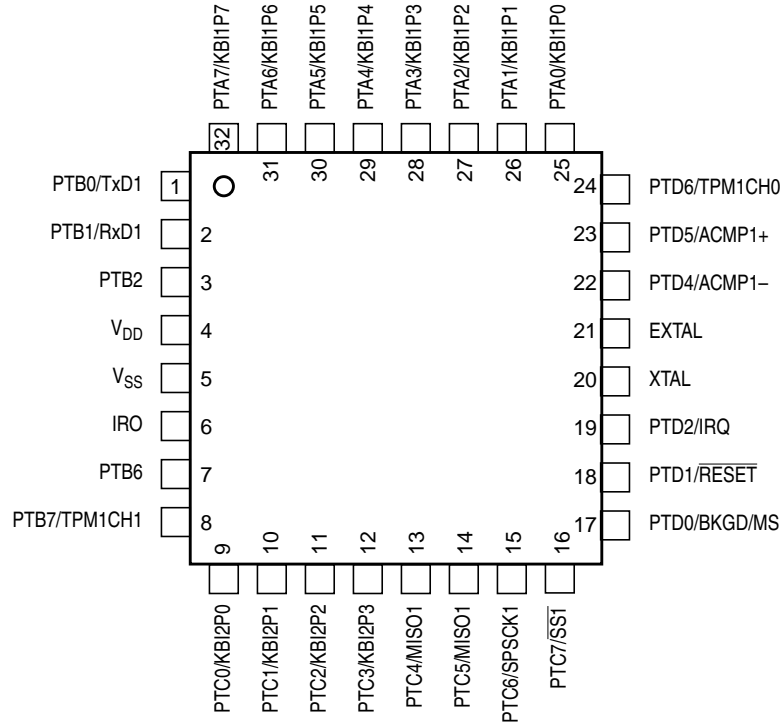 PTA7/KBI1P7
PTA6/KBI1P6
PTA5/KBI1P5
PTA4/KBI1P4
PTA3/KBI1P3
PTA2/KBI1P2
PTA1/KBI1P1
PTA0/KBI1P0
32
31
30
29
28
27
26
25
PTB0/TxD1 1
PTB1/RxD1 2
PTB2 3
VDD 4
VSS 5
IRO 6
PTB6 7
PTB7/TPM1CH1 8
24 PTD6/TPM1CH0
23 PTD5/ACMP1+
22 PTD4/ACMP1–
21 EXTAL
20 XTAL
19 PTD2/IRQ
18 PTD1/RESET
17 PTD0/BKGD/MS
9
10
11
12
13
14
15
16
PTC0/KBI2P0
PTC1/KBI2P1
PTC2/KBI2P2
PTC3/KBI2P3
PTC4/MISO1
PTC5/MISO1
PTC6/SPSCK1
PTC7/SS1